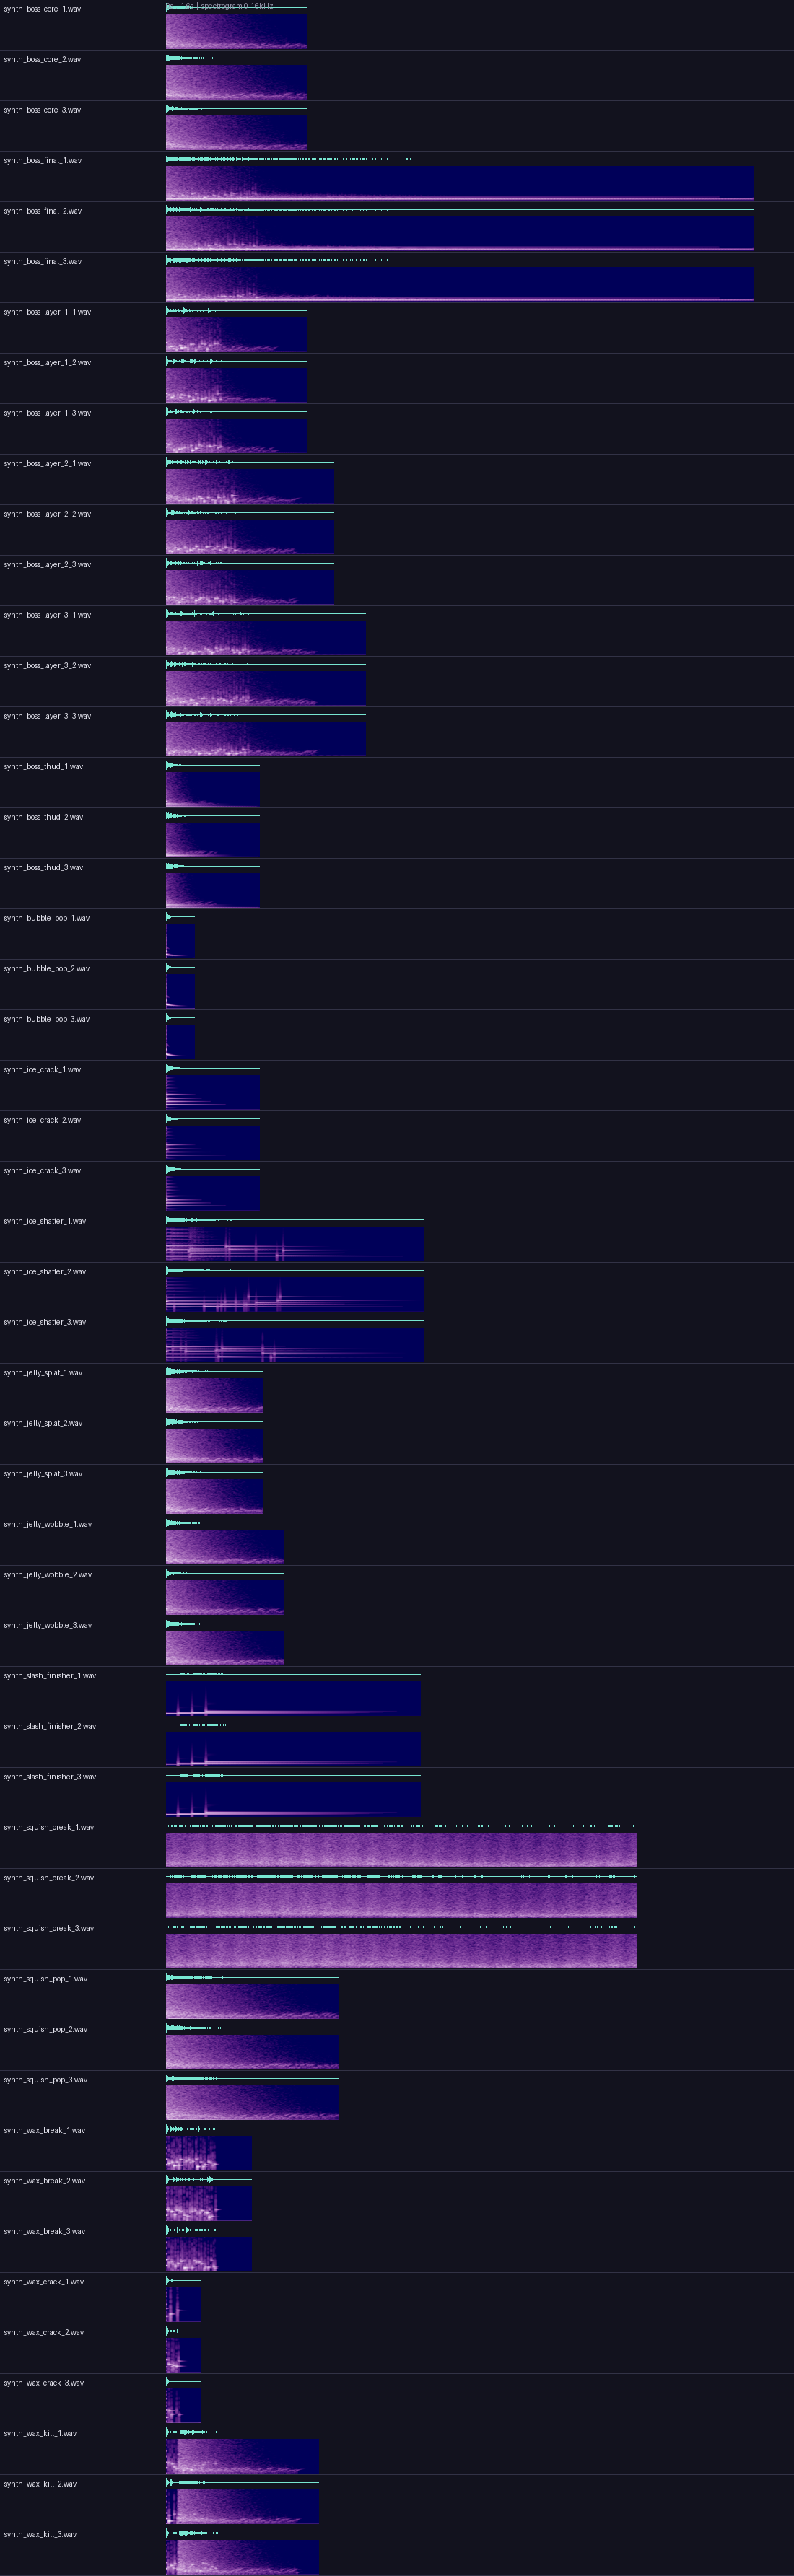 1.6s | spectrogram 0-16kHz
synth_boss_core_1.wav
synth_boss_core_2.wav
synth_boss_core_3.wav
synth_boss_final_1.wav
synth_boss_final_2.wav
synth_boss_final_3.wav
synth_boss_layer_1_1.wav
synth_boss_layer_1_2.wav
synth_boss_layer_1_3.wav
synth_boss_layer_2_1.wav
synth_boss_layer_2_2.wav
synth_boss_layer_2_3.wav
synth_boss_layer_3_1.wav
synth_boss_layer_3_2.wav
synth_boss_layer_3_3.wav
synth_boss_thud_1.wav
synth_boss_thud_2.wav
synth_boss_thud_3.wav
synth_bubble_pop_1.wav
synth_bubble_pop_2.wav
synth_bubble_pop_3.wav
synth_ice_crack_1.wav
synth_ice_crack_2.wav
synth_ice_crack_3.wav
synth_ice_shatter_1.wav
synth_ice_shatter_2.wav
synth_ice_shatter_3.wav
synth_jelly_splat_1.wav
synth_jelly_splat_2.wav
synth_jelly_splat_3.wav
synth_jelly_wobble_1.wav
synth_jelly_wobble_2.wav
synth_jelly_wobble_3.wav
synth_slash_finisher_1.wav
synth_slash_finisher_2.wav
synth_slash_finisher_3.wav
synth_squish_creak_1.wav
synth_squish_creak_2.wav
synth_squish_creak_3.wav
synth_squish_pop_1.wav
synth_squish_pop_2.wav
synth_squish_pop_3.wav
synth_wax_break_1.wav
synth_wax_break_2.wav
synth_wax_break_3.wav
synth_wax_crack_1.wav
synth_wax_crack_2.wav
synth_wax_crack_3.wav
synth_wax_kill_1.wav
synth_wax_kill_2.wav
synth_wax_kill_3.wav